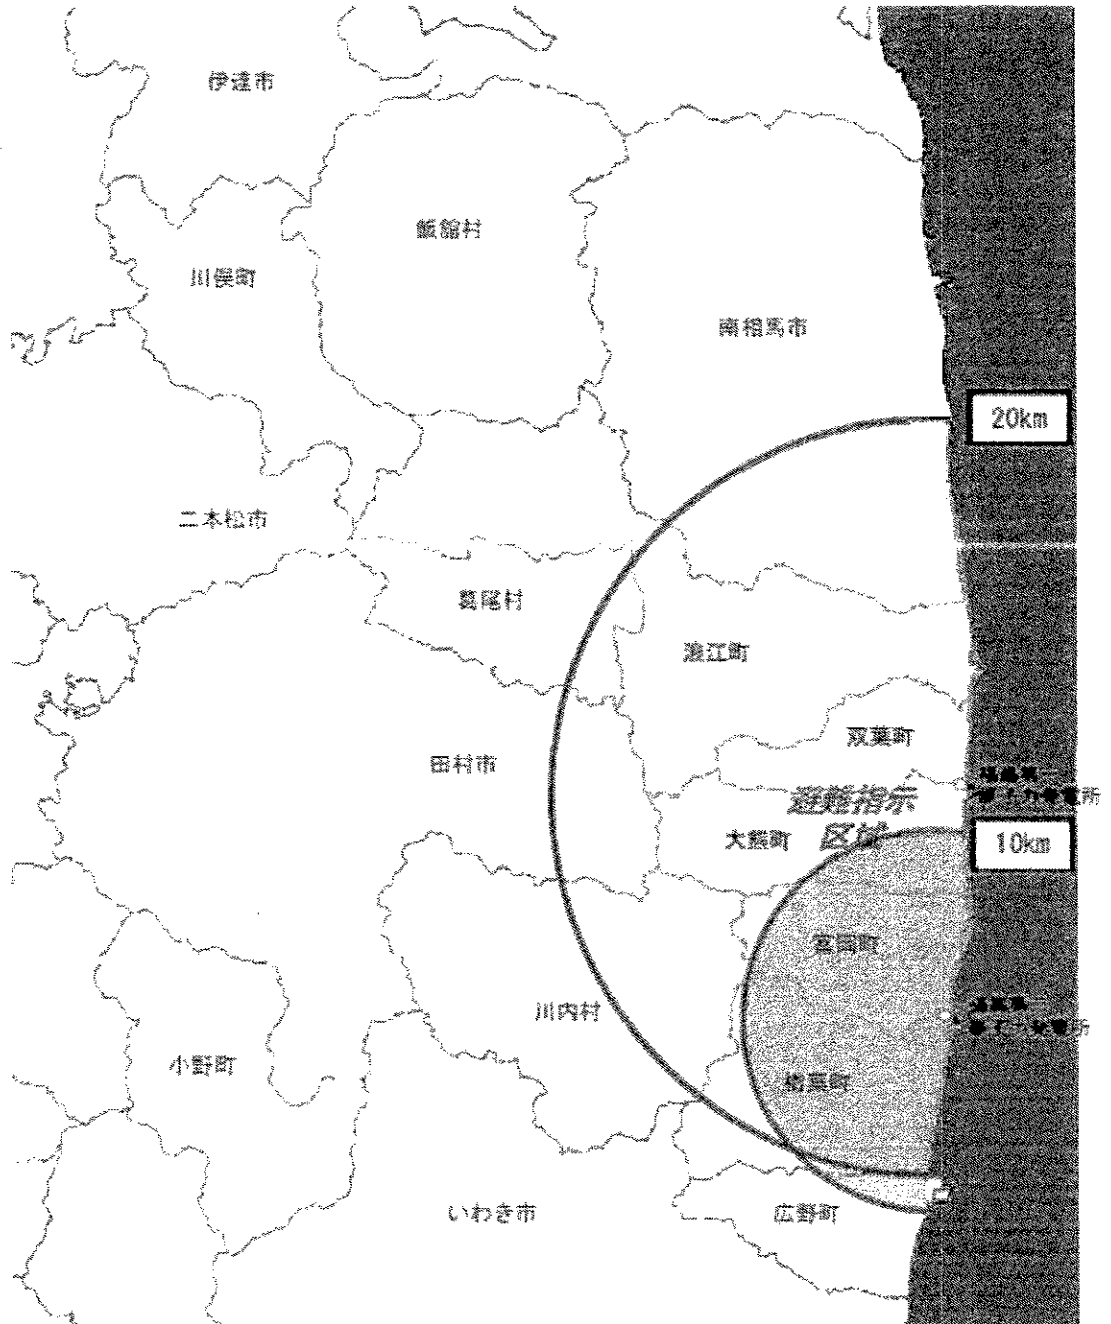 伊達市
飯舘村
川俣町
南相馬市
20km
二本松市
葛尾村
浪江町
双葉町
田村市
避難指示
区域
大熊町
10km
富岡町
川内村
小野町
楢葉町
いわき市
広野町